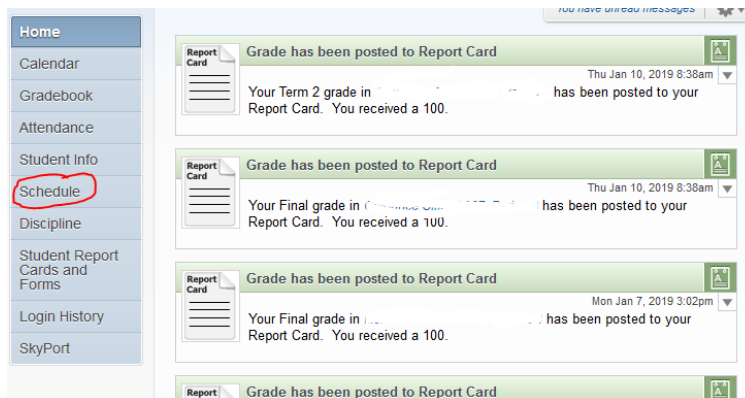 You have unread messages
Home
Calendar
Gradebook
Attendance
Student Info
Schedule
Discipline
Student Report
Cards and
Forms
Login History
SkyPort
Report
Card
Grade has been posted to Report Card
Thu Jan 10, 2019 8:38am
Your Term 2 grade in has been posted to your
Report Card. You received a 100.
Report
Card
Grade has been posted to Report Card
Thu Jan 10, 2019 8:38am
Your Final grade in has been posted to your
Report Card. You received a 100.
Report
Card
Grade has been posted to Report Card
Mon Jan 7, 2019 3:02pm
Your Final grade in has been posted to your
Report Card. You received a 100.
Report
Grade has been posted to Report Card